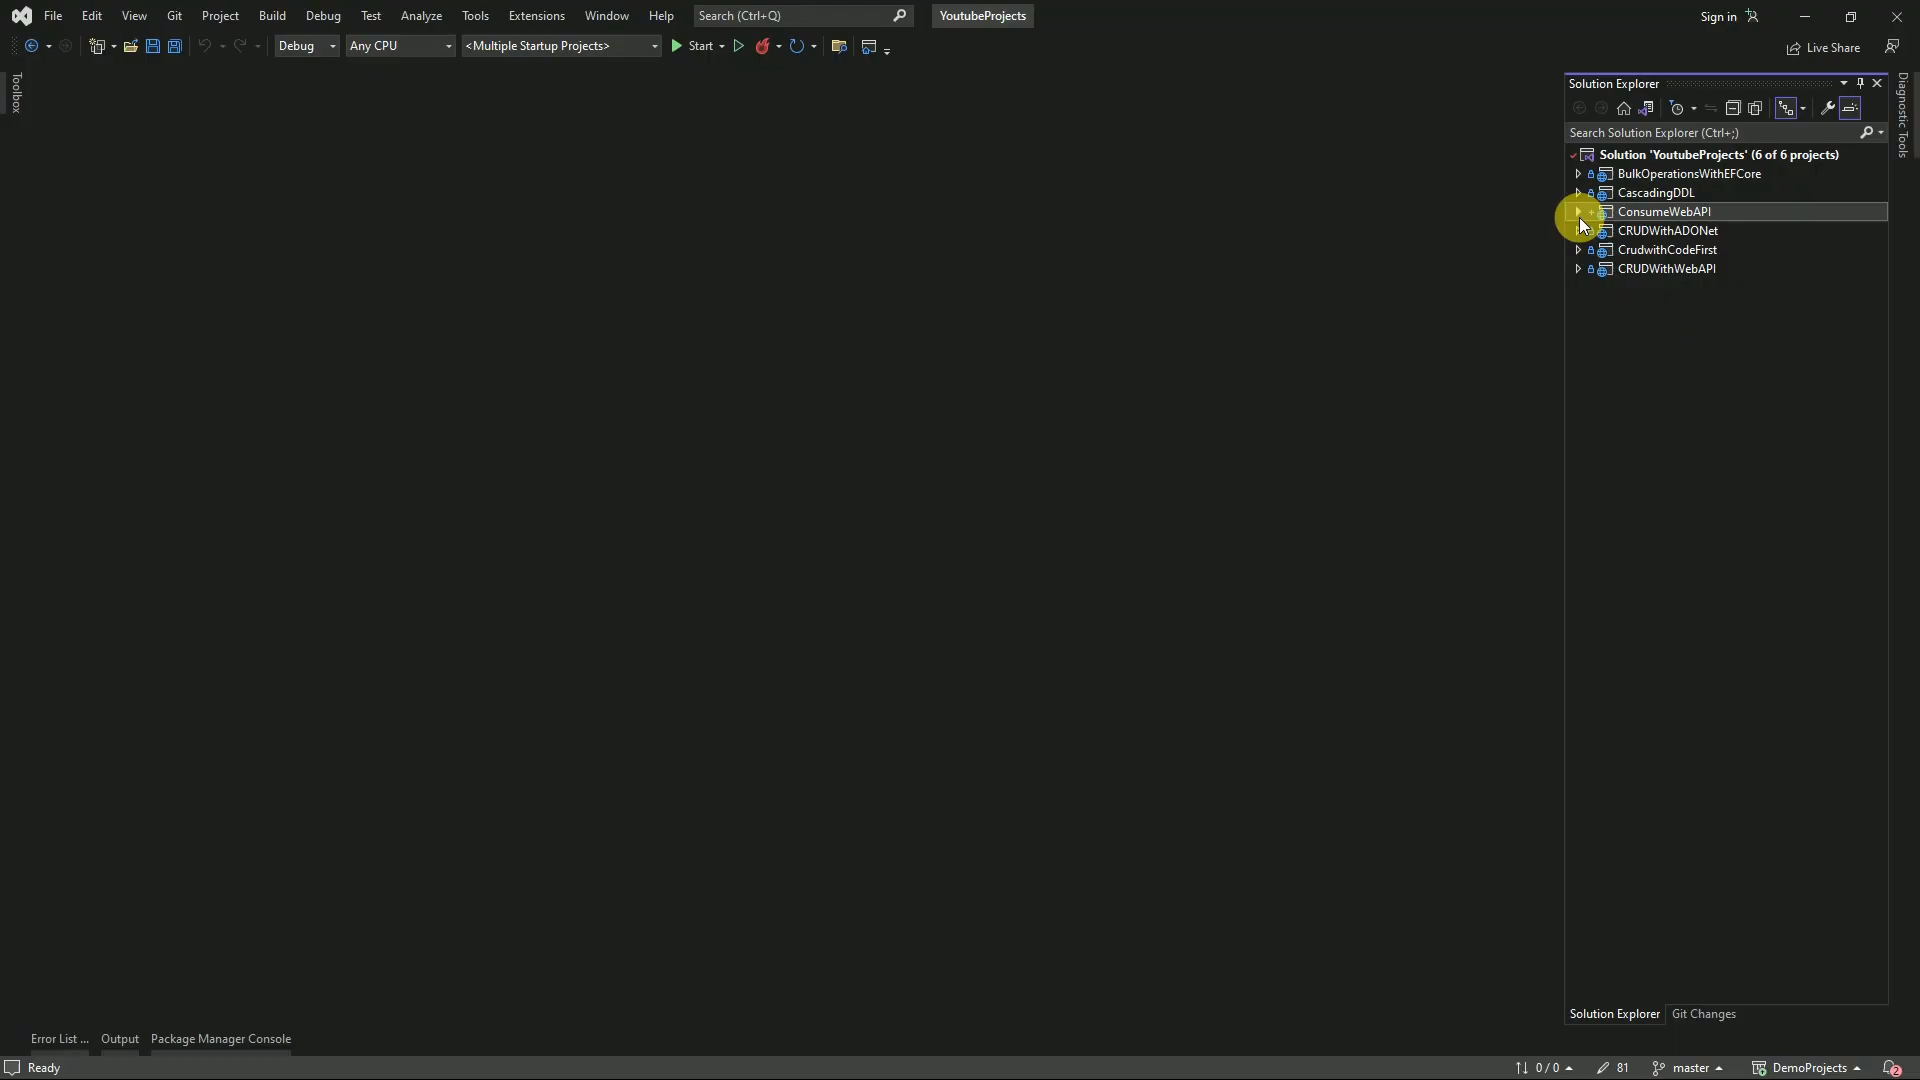 File Edit View Git Project Build Debug Test Analyze Tools Extensions Window Help Search (Ctrl+Q) YoutubeProjects Sign in
Debug Any CPU <Multiple Startup Projects> Start Live Share
Toolbox
Diagnostic Tools
Solution Explorer
Search Solution Explorer (Ctrl+;)
Solution 'YoutubeProjects' (6 of 6 projects)
BulkOperationsWithEFCore
CascadingDDL
ConsumeWebAPI
CRUDWithADONet
CrudwithCodeFirst
CRUDWithWebAPI
Solution Explorer Git Changes
Error List ... Output Package Manager Console
Ready 0 / 0 81 master DemoProjects 2